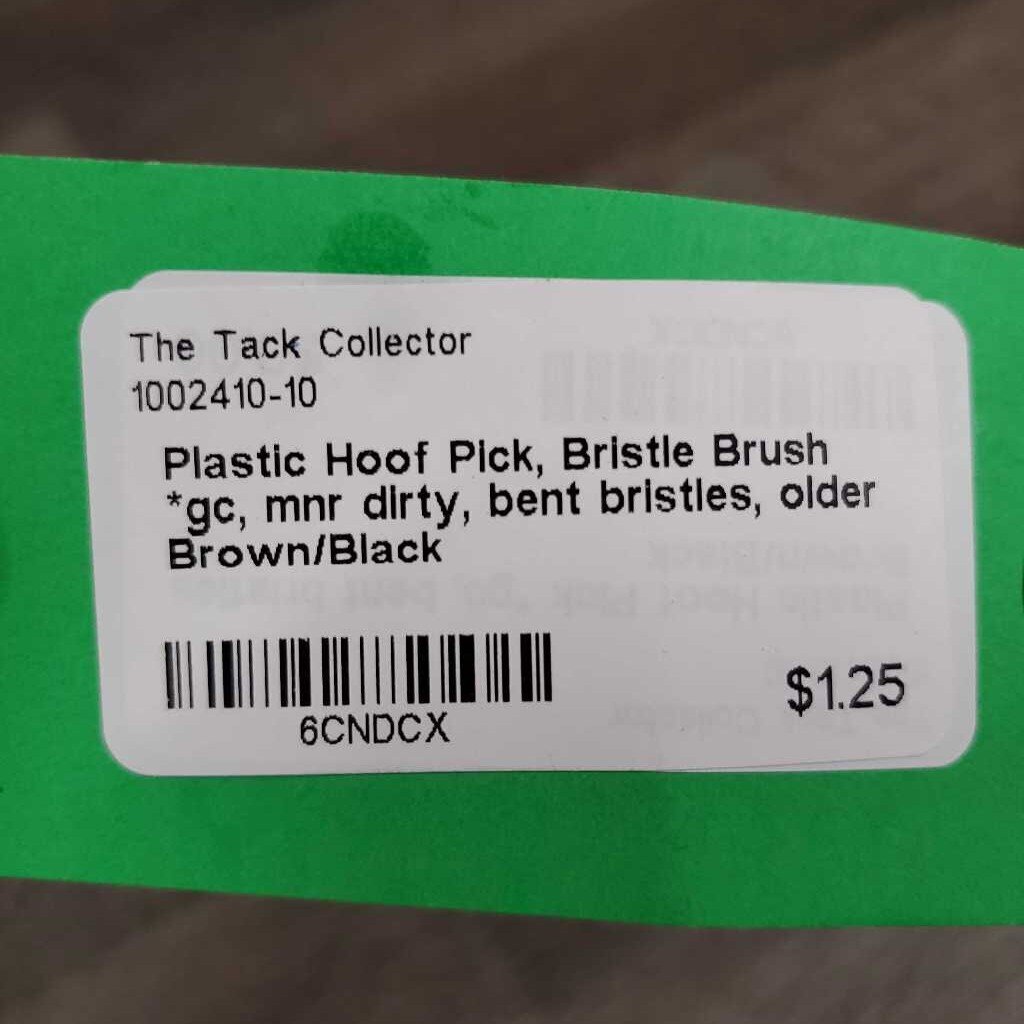 The Tack Collector
1002410-10
Plastic Hoof Pick, Bristle Brush
*gc, mnr dirty, bent bristles, older
Brown/Black
6CNDCX
$1.25